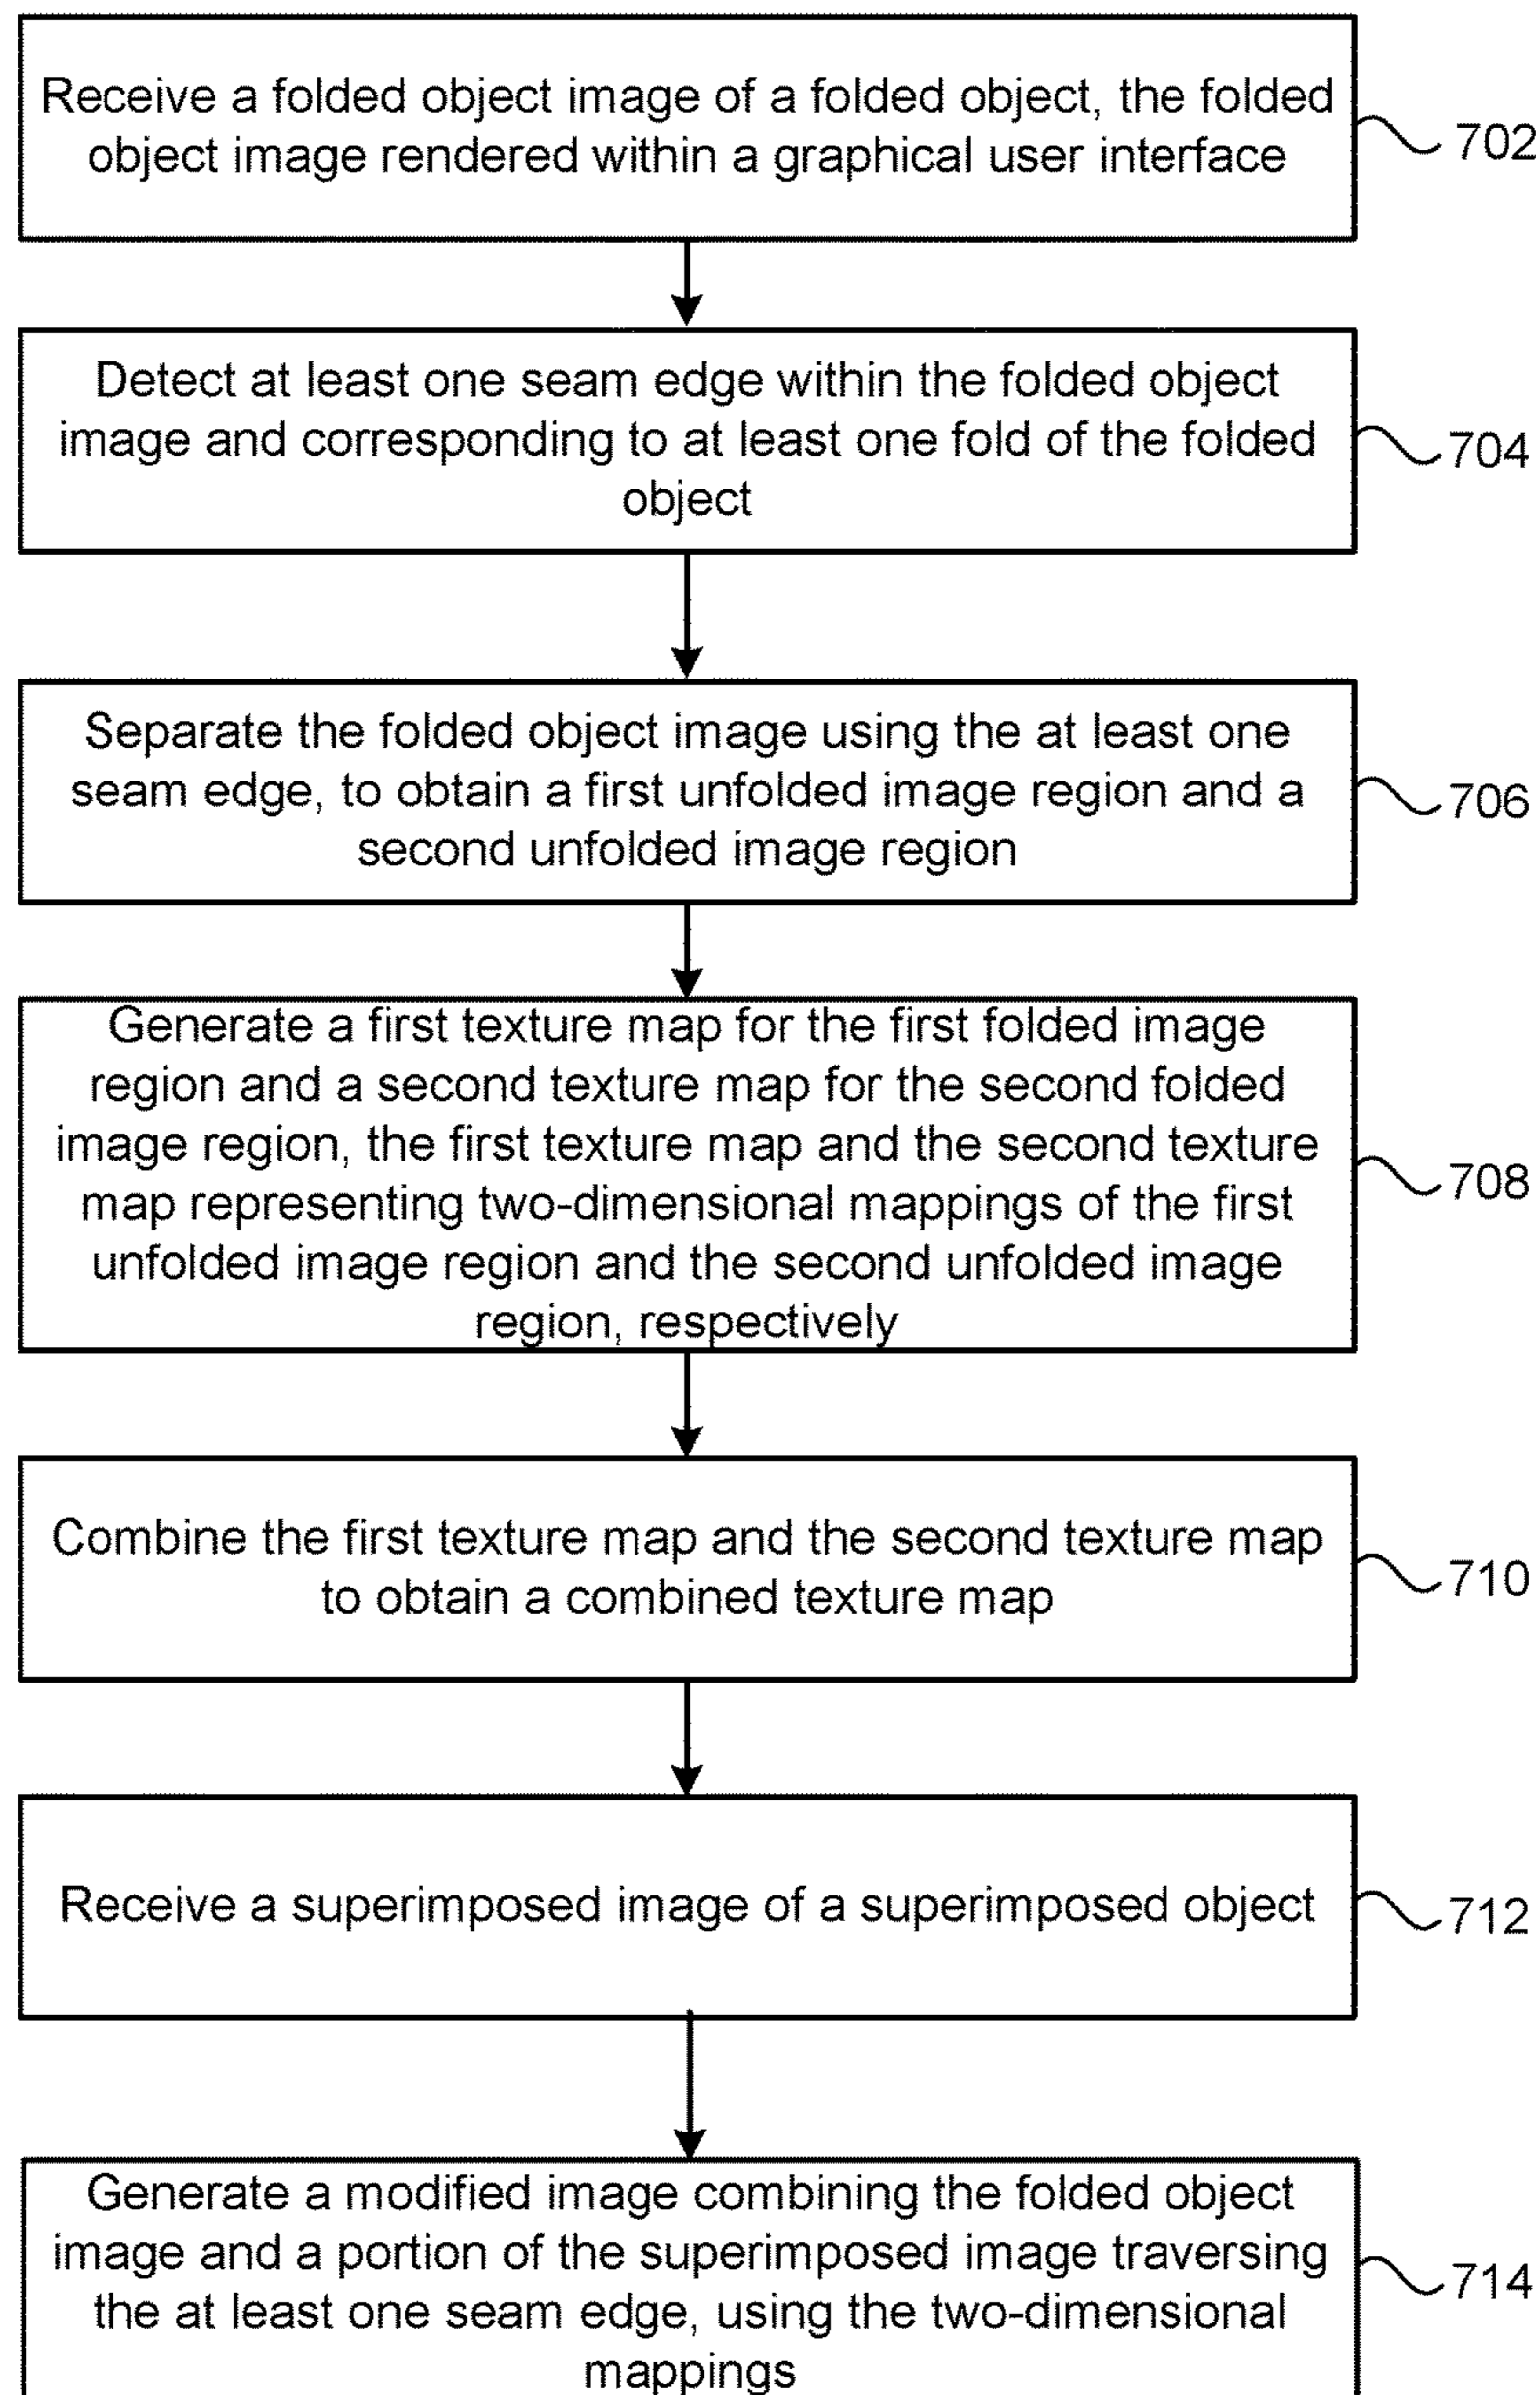 Receive a folded object image of a folded object, the folded
object image rendered within a graphical user interface
702
Detect at least one seam edge within the folded object
image and corresponding to at least one fold of the folded
object
704
Separate the folded object image using the at least one
seam edge, to obtain a first unfolded image region and a
second unfolded image region
706
Generate a first texture map for the first folded image
region and a second texture map for the second folded
image region, the first texture map and the second texture
map representing two-dimensional mappings of the first
unfolded image region and the second unfolded image
region, respectively
708
Combine the first texture map and the second texture map
to obtain a combined texture map
710
Receive a superimposed image of a superimposed object
712
Generate a modified image combining the folded object
image and a portion of the superimposed image traversing
the at least one seam edge, using the two-dimensional
mappings
714